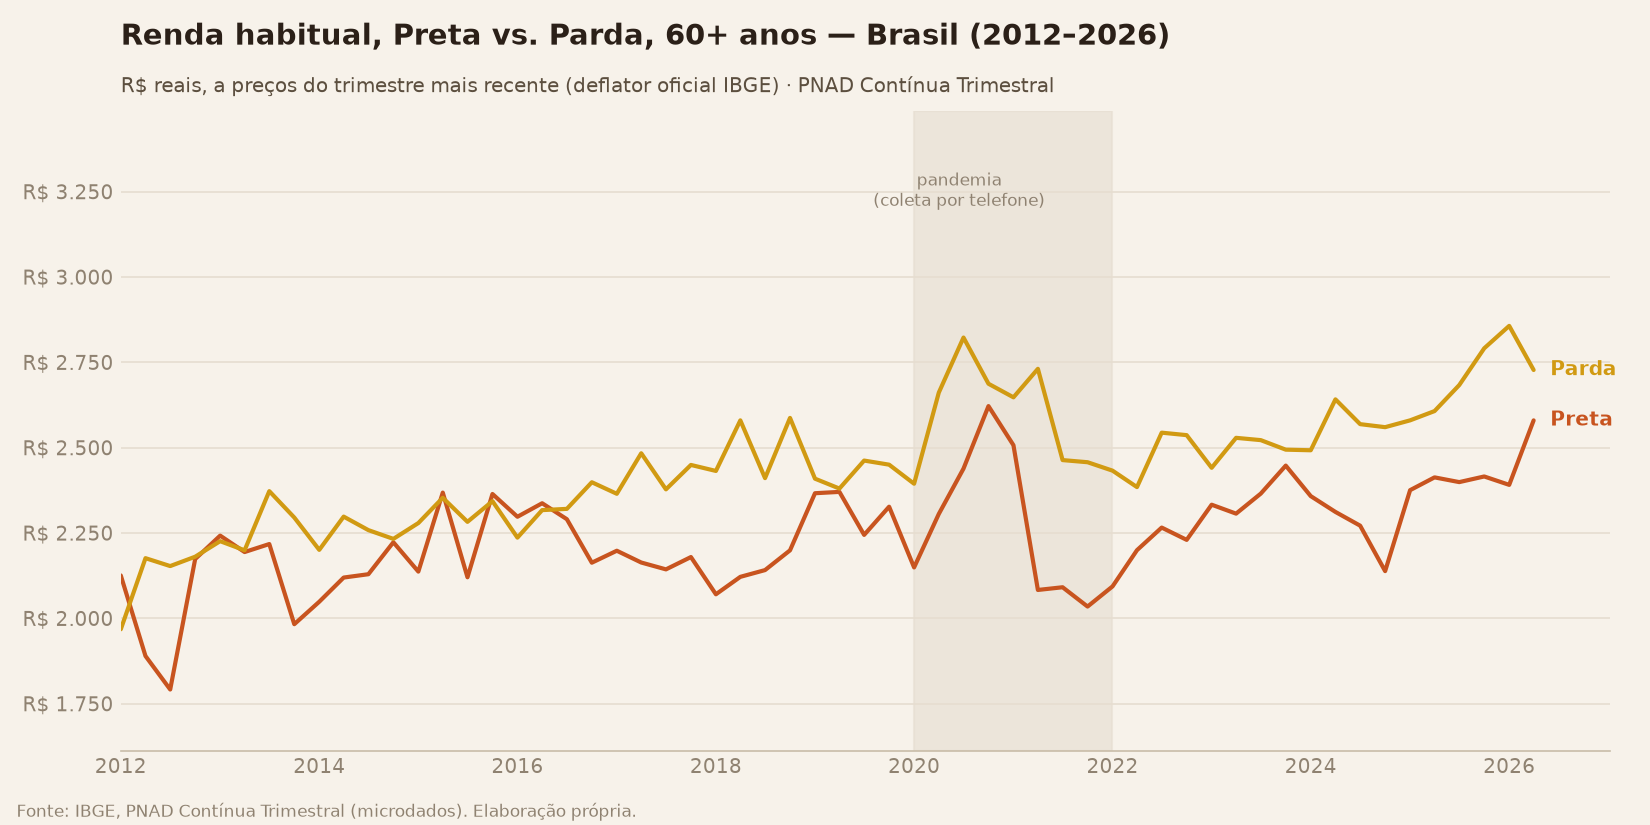 Renda habitual, Preta vs. Parda, 60+ anos — Brasil (2012–2026)
R$ reais, a preços do trimestre mais recente (deflator oficial IBGE) · PNAD Contínua Trimestral
pandemia
(coleta por telefone)
R$ 3.250
R$ 3.000
R$ 2.750
R$ 2.500
R$ 2.250
R$ 2.000
R$ 1.750
Parda
Preta
2012 2014 2016 2018 2020 2022 2024 2026
Fonte: IBGE, PNAD Contínua Trimestral (microdados). Elaboração própria.